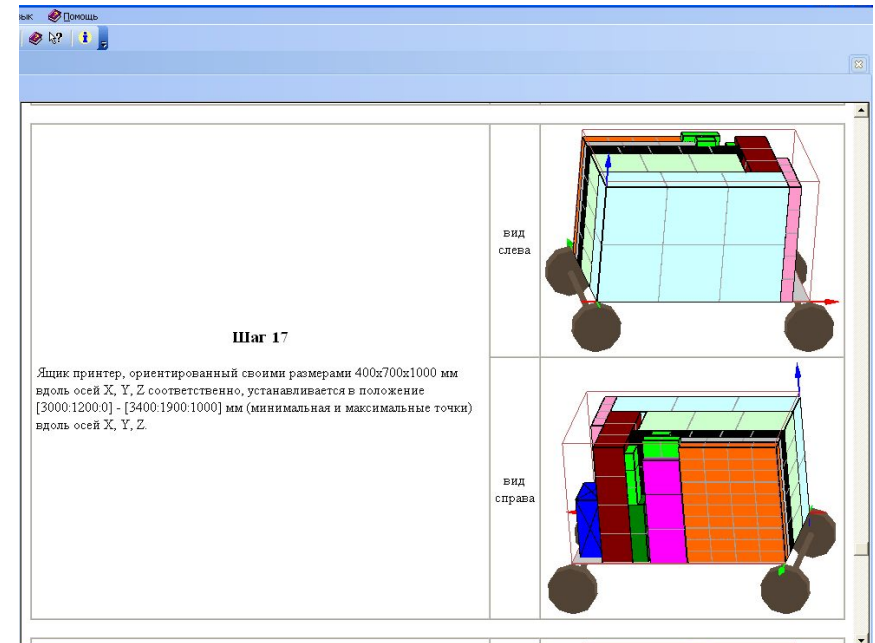 Помощь
вид
слева
Шаг 17
Ящик принтер, ориентированный своими размерами 400x700x1000 мм
вдоль осей X, Y, Z соответственно, устанавливается в положение
[3000:1200:0] - [3400:1900:1000] мм (минимальная и максимальные точки)
вдоль осей X, Y, Z.
вид
справа